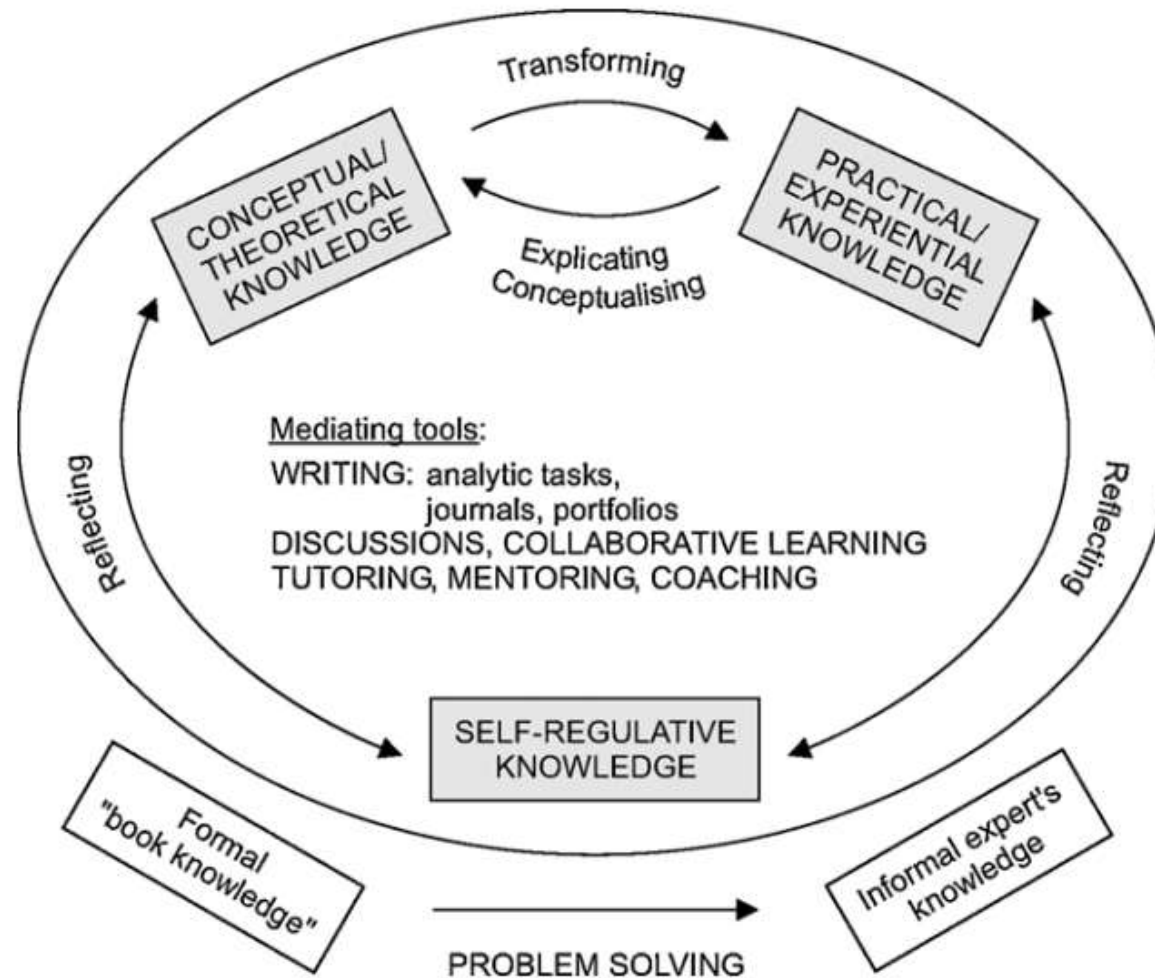 Transforming
CONCEPTUAL/
THEORETICAL
KNOWLEDGE
PRACTICAL/
EXPERIENTIAL
KNOWLEDGE
Explicating
Conceptualising
Reflecting
Mediating tools:
WRITING: analytic tasks,
journals, portfolios
DISCUSSIONS, COLLABORATIVE LEARNING
TUTORING, MENTORING, COACHING
Reflecting
SELF-REGULATIVE
KNOWLEDGE
Formal
"book knowledge"
Informal expert's
knowledge
PROBLEM SOLVING